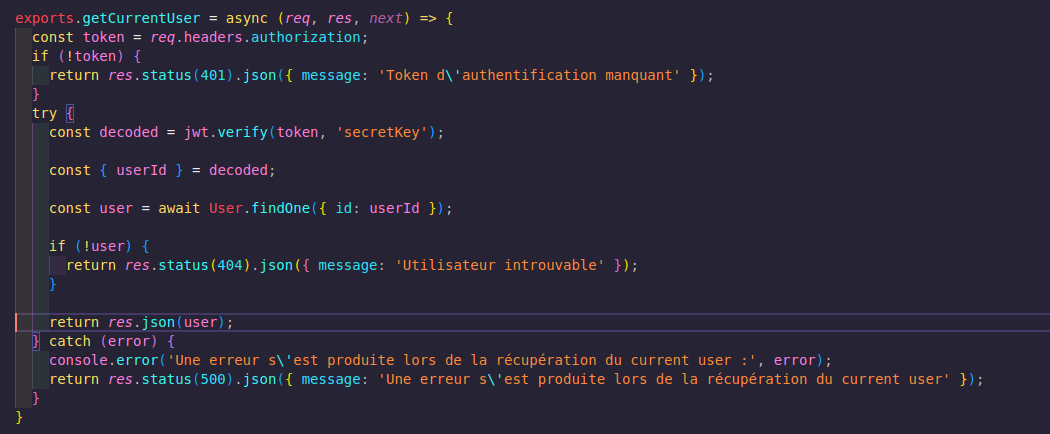 exports.getCurrentUser = async (req, res, next) => {
  const token = req.headers.authorization;
  if (!token) {
    return res.status(401).json({ message: 'Token d\'authentification manquant' });
  }
  try {
    const decoded = jwt.verify(token, 'secretKey');

    const { userId } = decoded;

    const user = await User.findOne({ id: userId });

    if (!user) {
      return res.status(404).json({ message: 'Utilisateur introuvable' });
    }

    return res.json(user);
  } catch (error) {
    console.error('Une erreur s\'est produite lors de la récupération du current user :', error);
    return res.status(500).json({ message: 'Une erreur s\'est produite lors de la récupération du current user' });
  }
}